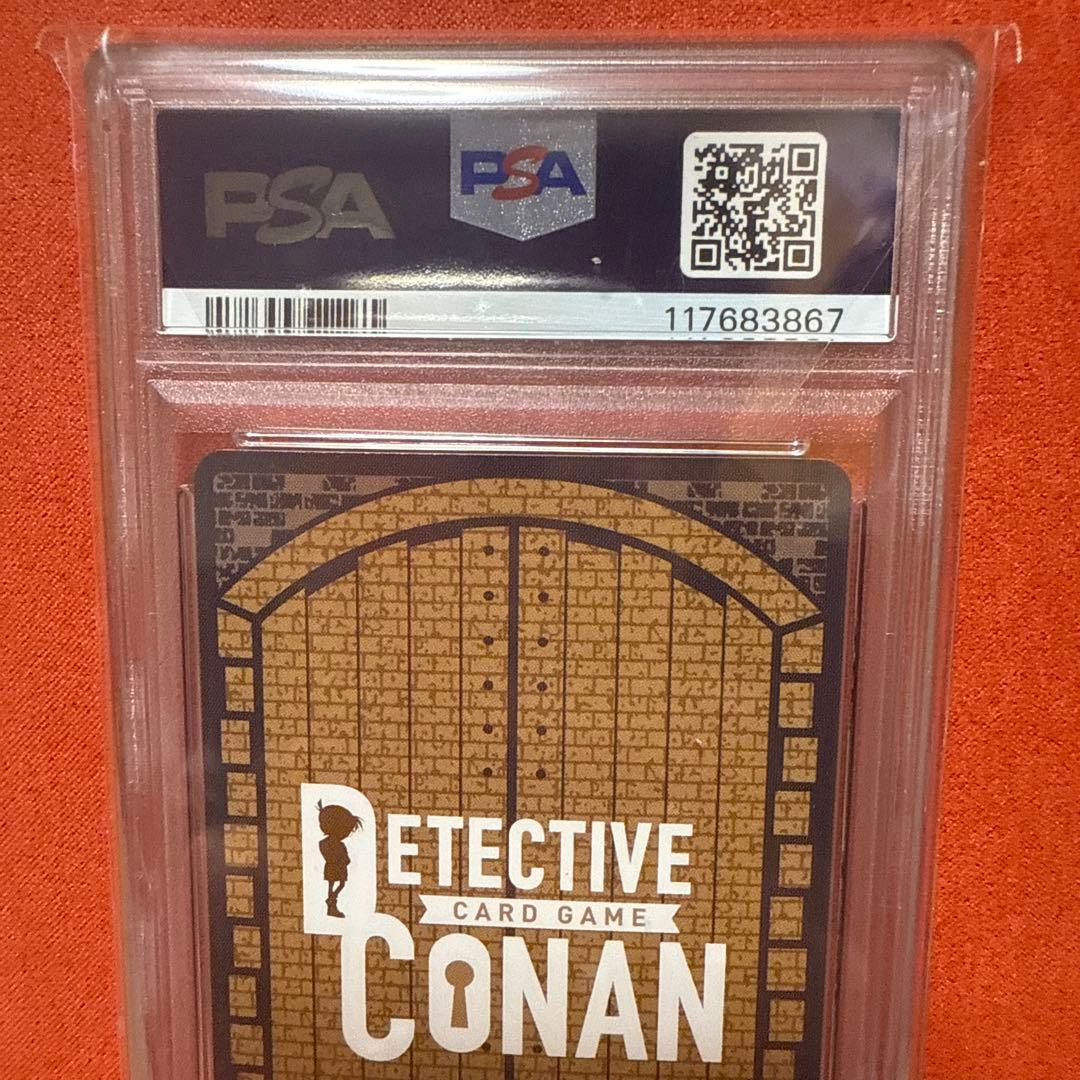 PSA
PSA
117683867
DETECTIVE
CARD GAME
CONAN